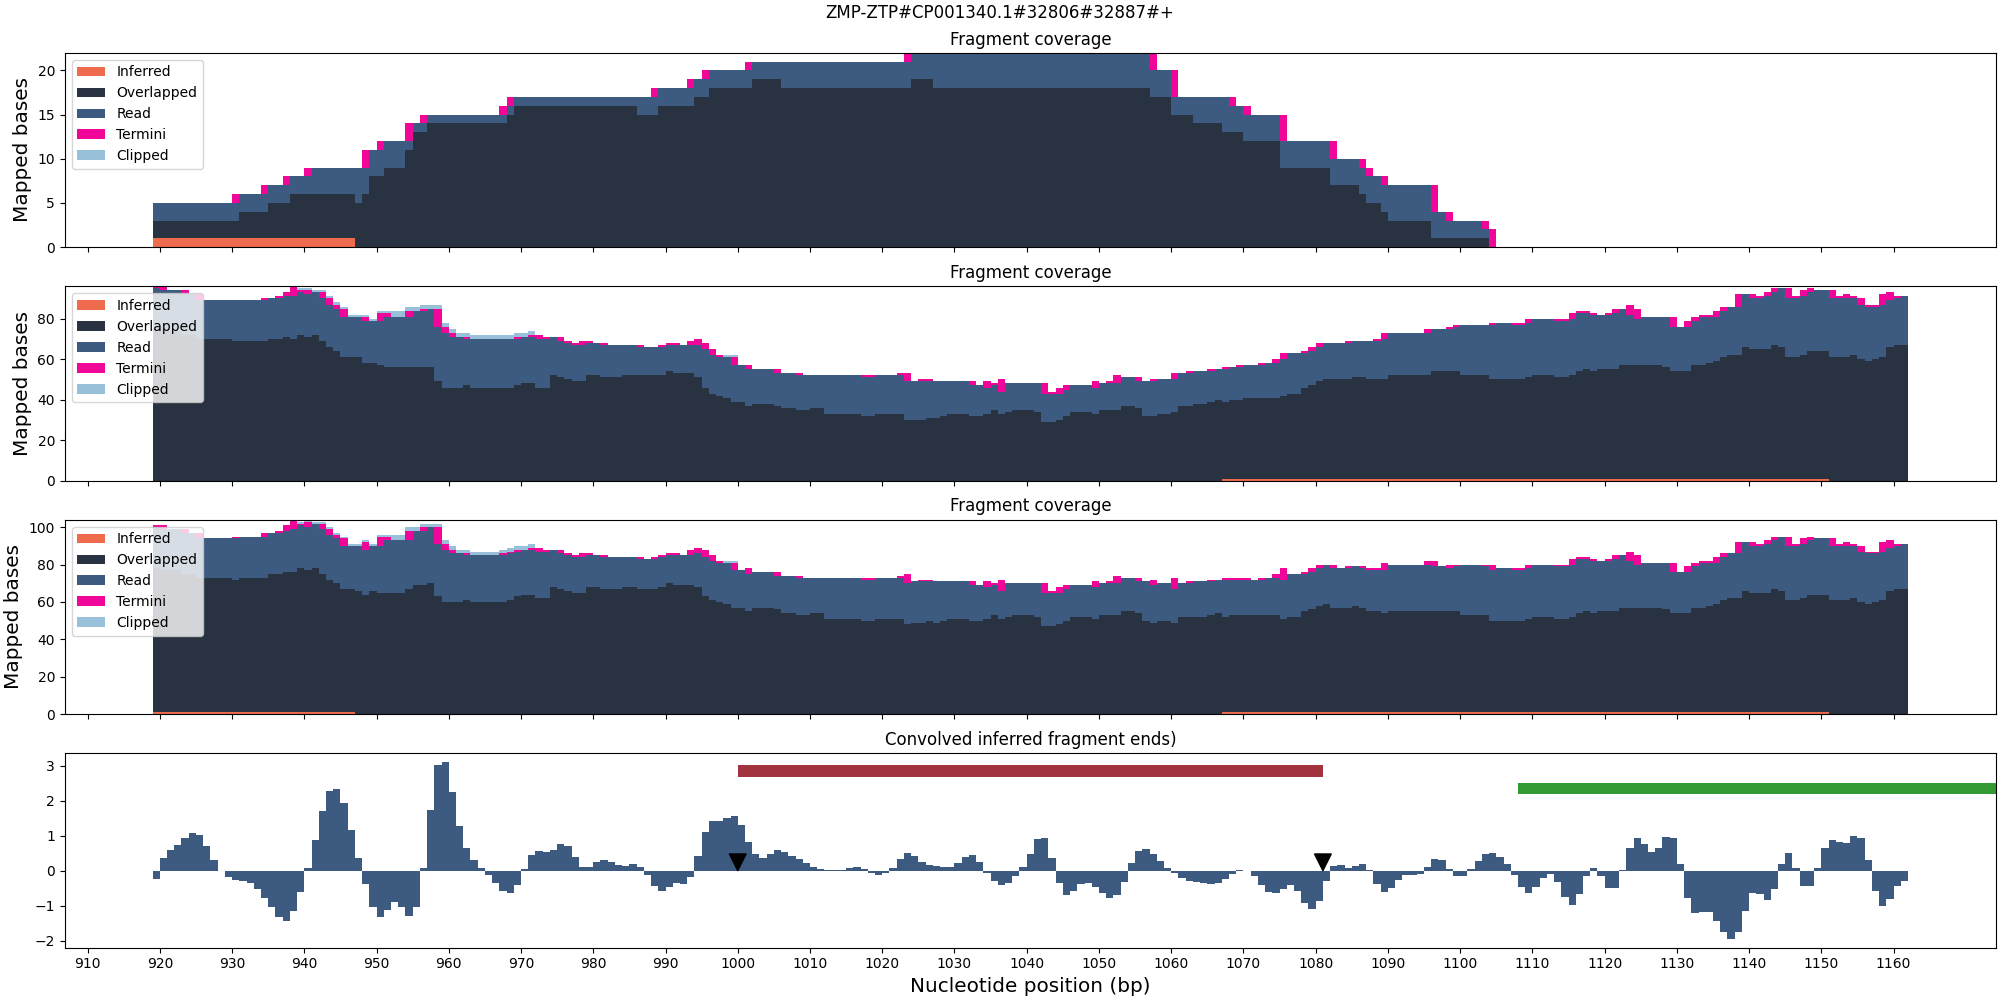 ZMP-ZTP#CP001340.1#32806#32887#+
Fragment coverage
Mapped bases
20
15
10
5
0
Inferred
Overlapped
Read
Termini
Clipped
Fragment coverage
Mapped bases
80
60
40
20
0
Inferred
Overlapped
Read
Termini
Clipped
Fragment coverage
Mapped bases
100
80
60
40
20
0
Inferred
Overlapped
Read
Termini
Clipped
Convolved inferred fragment ends)
3
2
1
0
−1
−2
910 920 930 940 950 960 970 980 990 1000 1010 1020 1030 1040 1050 1060 1070 1080 1090 1100 1110 1120 1130 1140 1150 1160
Nucleotide position (bp)